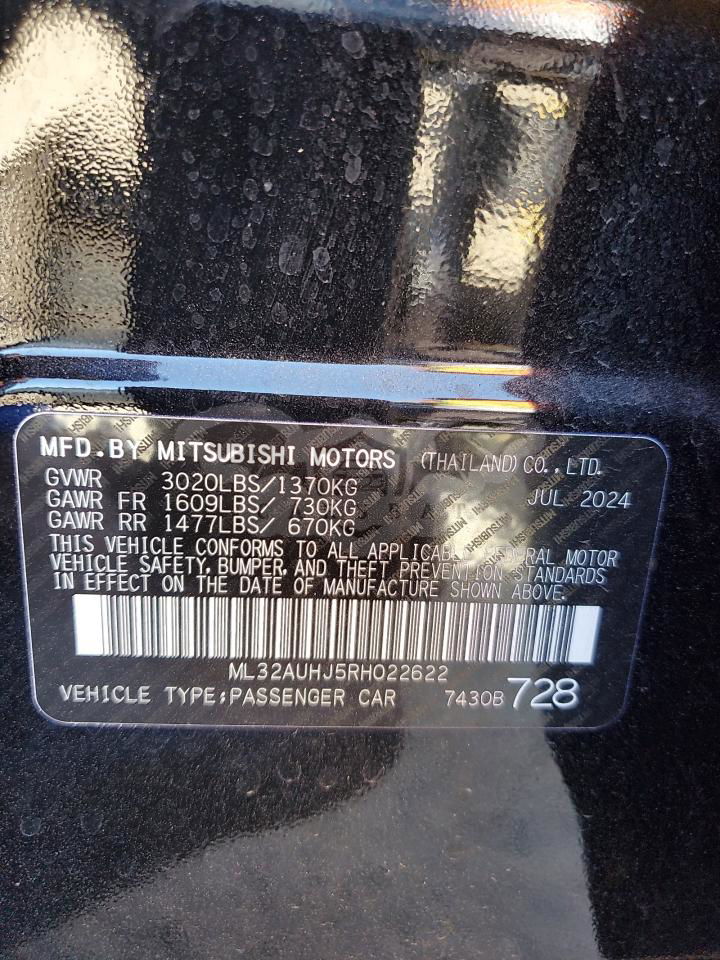 MFD.BY MITSUBISHI MOTORS (THAILAND) CO., LTD.
GVWR 3020LBS/1370KG
GAWR FR 1609LBS/ 730KG JUL 2024
GAWR RR 1477LBS/ 670KG
THIS VEHICLE CONFORMS TO ALL APPLICABLE FEDERAL MOTOR
VEHICLE SAFETY, BUMPER, AND THEFT PREVENTION STANDARDS
IN EFFECT ON THE DATE OF MANUFACTURE SHOWN ABOVE.
ML32AUHJ5RH022622
VEHICLE TYPE:PASSENGER CAR 7430B 728